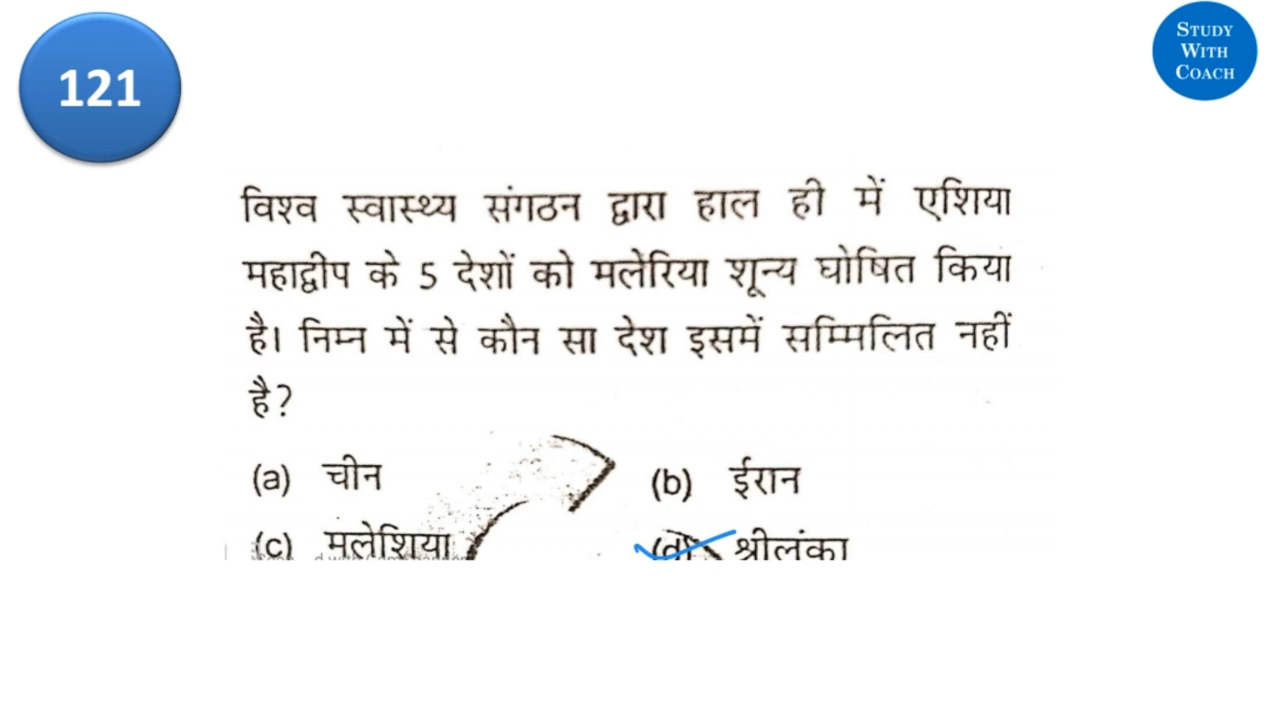 121
STUDY
WITH
COACH
विश्व स्वास्थ्य संगठन द्वारा हाल ही में एशिया
महाद्वीप के 5 देशों को मलेरिया शून्य घोषित किया
है। निम्न में से कौन सा देश इसमें सम्मिलित नहीं
है?
(a) चीन
(b) ईरान
(c) मलेशिया
(d) श्रीलंका